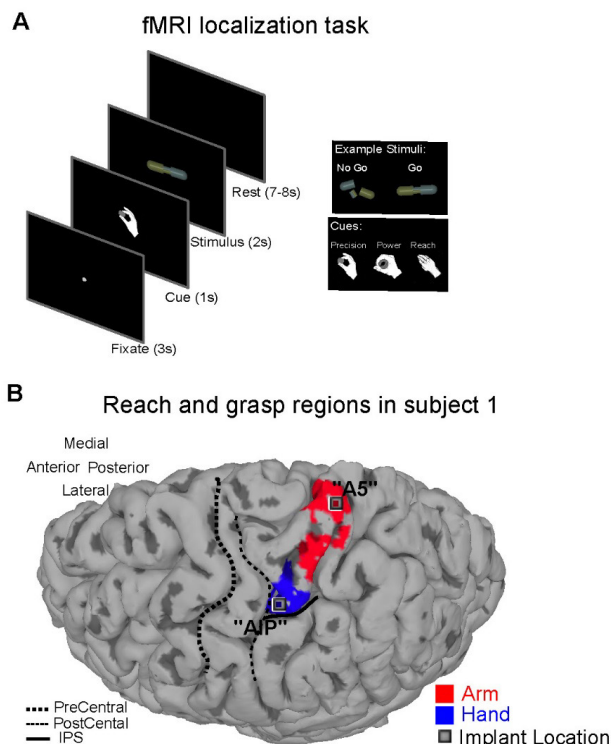 A
fMRI localization task
Rest (7-8s)
Stimulus (2s)
Cue (1s)
Fixate (3s)
Example Stimuli:
No Go Go
Cues:
Precision Power Reach
B
Reach and grasp regions in subject 1
Medial
Anterior Posterior
Lateral
"A5"
"AIP"
PreCentral
PostCental
IPS
Arm
Hand
Implant Location